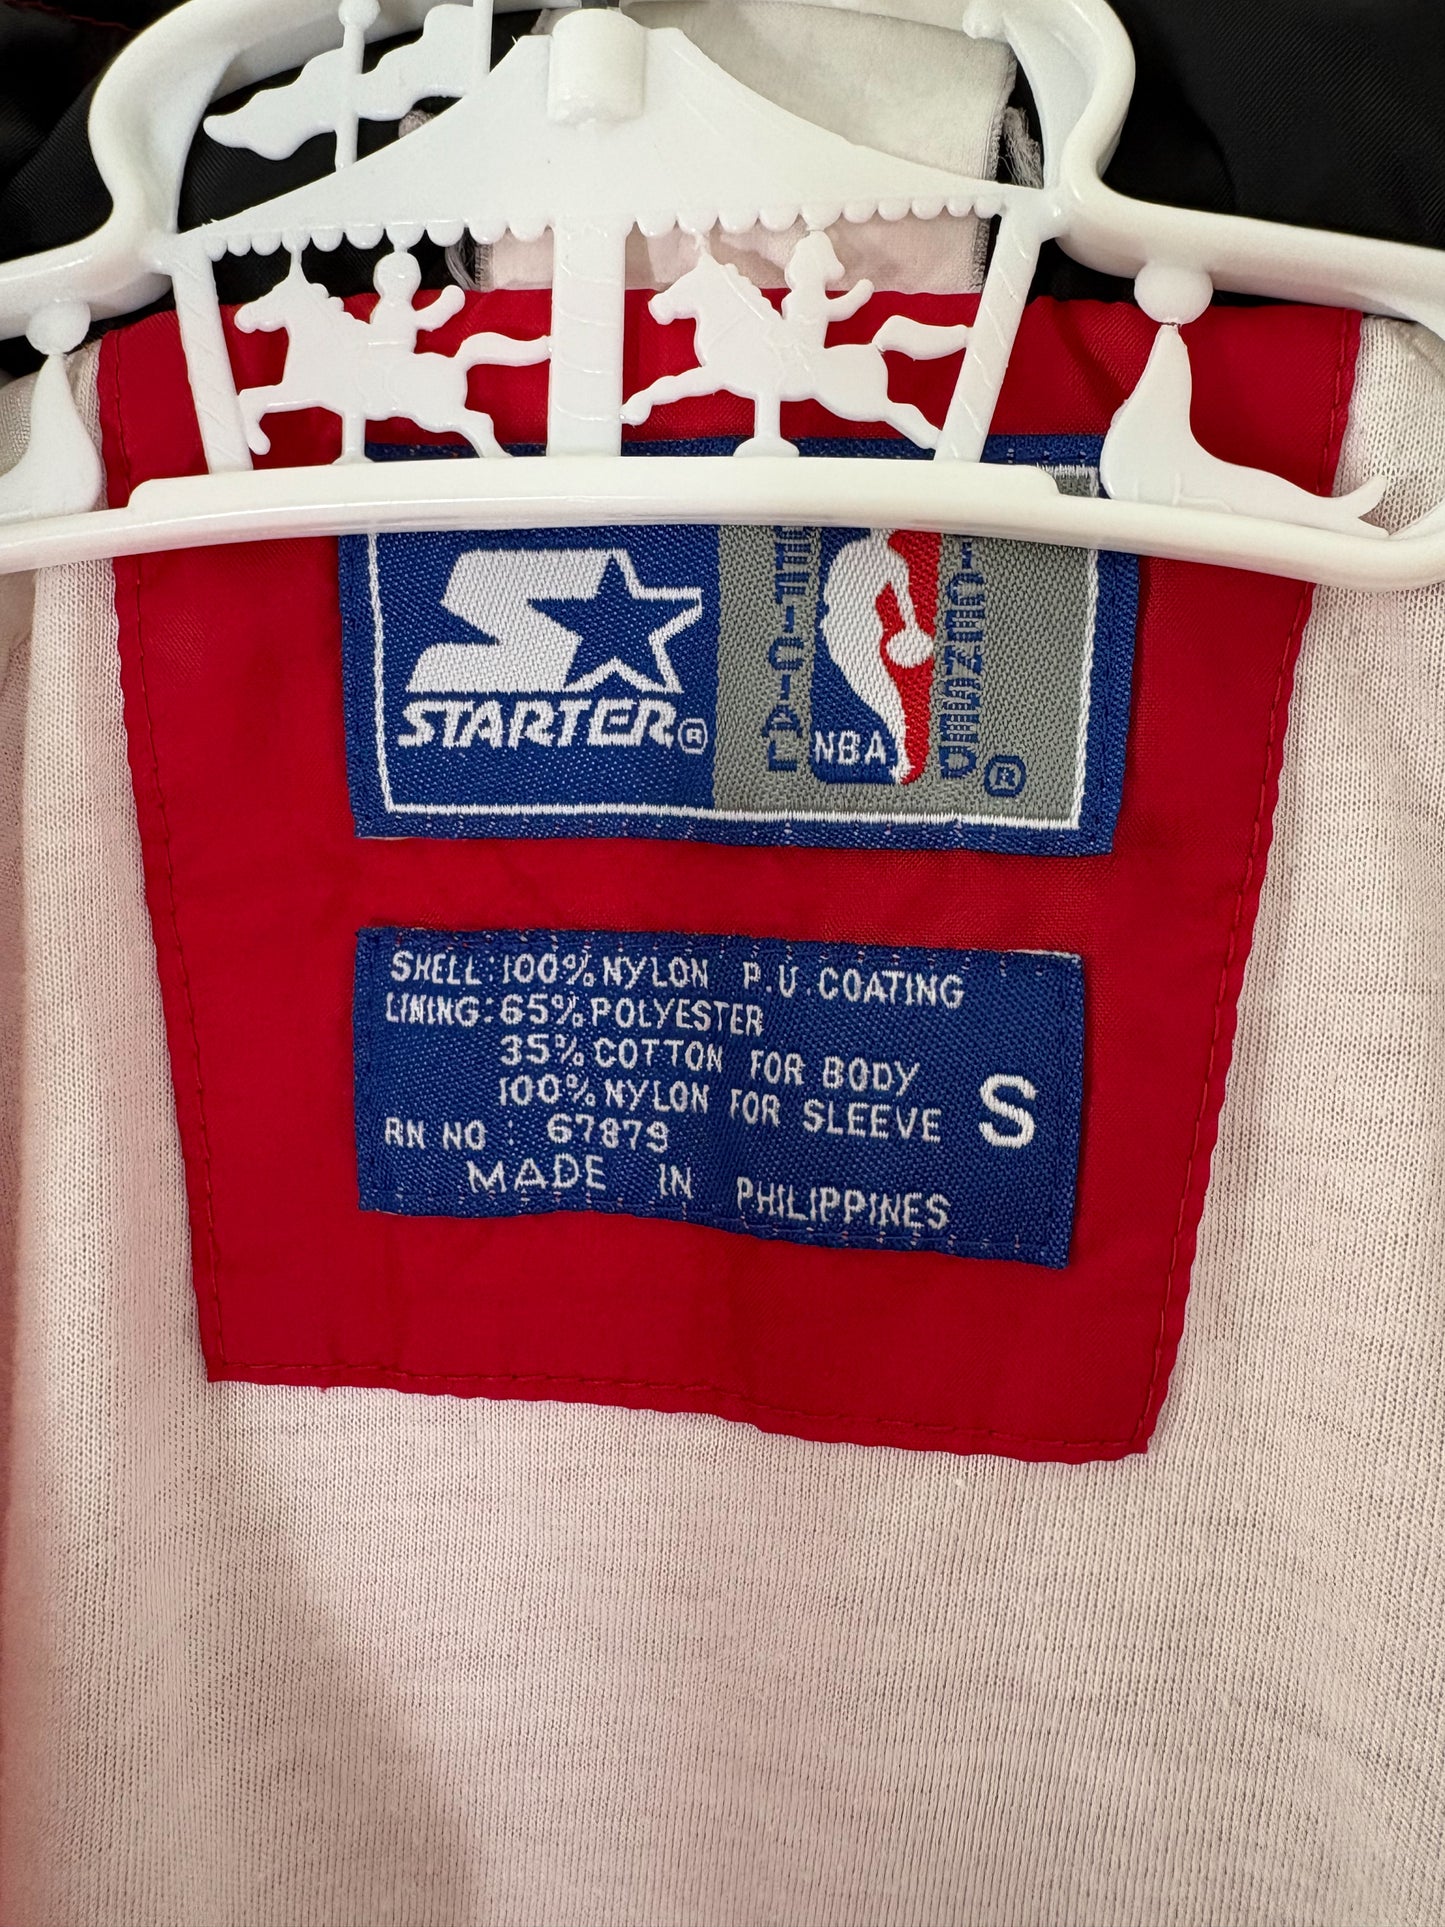 STARTER®
OFFICIAL
NBA
LICENSED ®
SHELL: 100% NYLON P.U. COATING
LINING: 65% POLYESTER
35% COTTON FOR BODY
100% NYLON FOR SLEEVE
S
RN NO : 67879
MADE IN PHILIPPINES